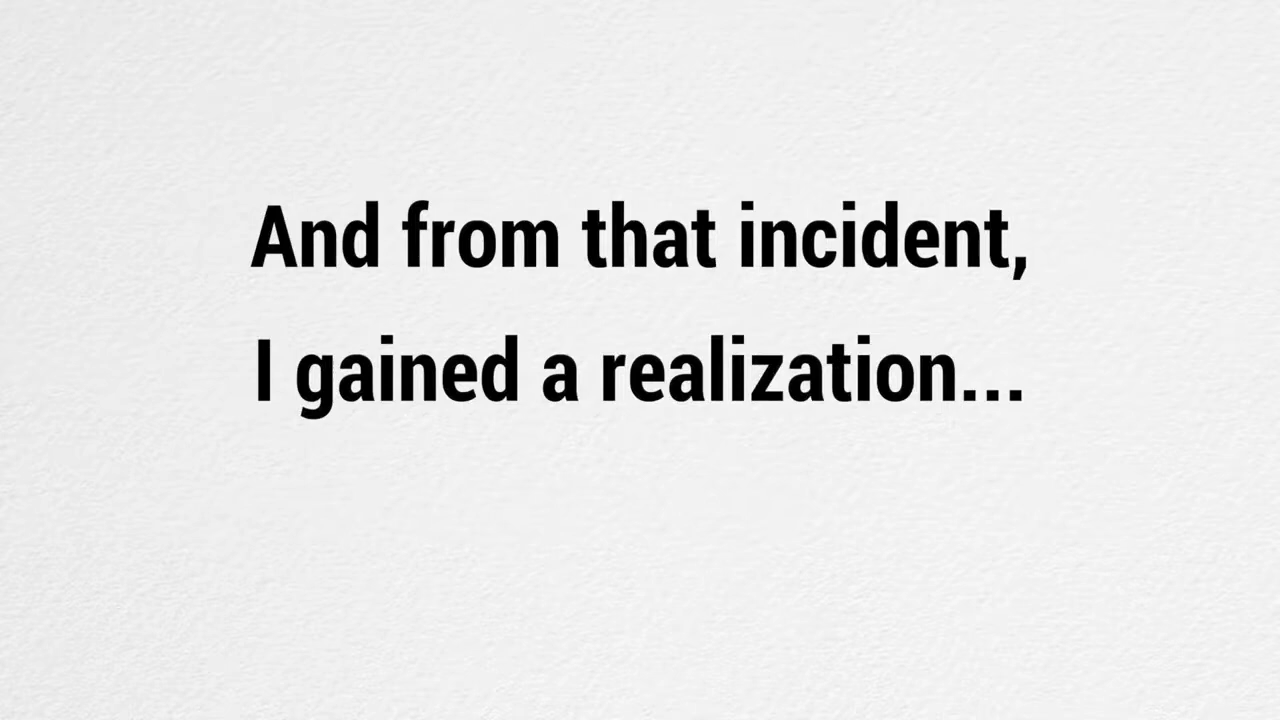 And from that incident,
I gained a realization...